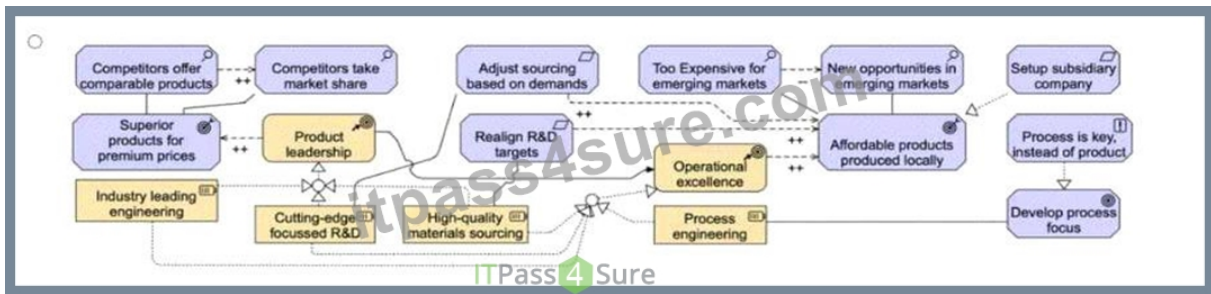 Competitors offer
comparable products
++
Competitors take
market share
Adjust sourcing
based on demands
Too Expensive for
emerging markets
New opportunities in
emerging markets
Setup subsidiary
company
++
Superior
products for
premium prices
++
Product
leadership
Realign R&D
targets
++
Affordable products
produced locally
Process is key,
instead of product
Operational
excellence
++
Industry leading
engineering
Cutting-edge
focussed R&D
High-quality
materials sourcing
Process
engineering
Develop process
focus
itpass4sure.com
ITPass4Sure